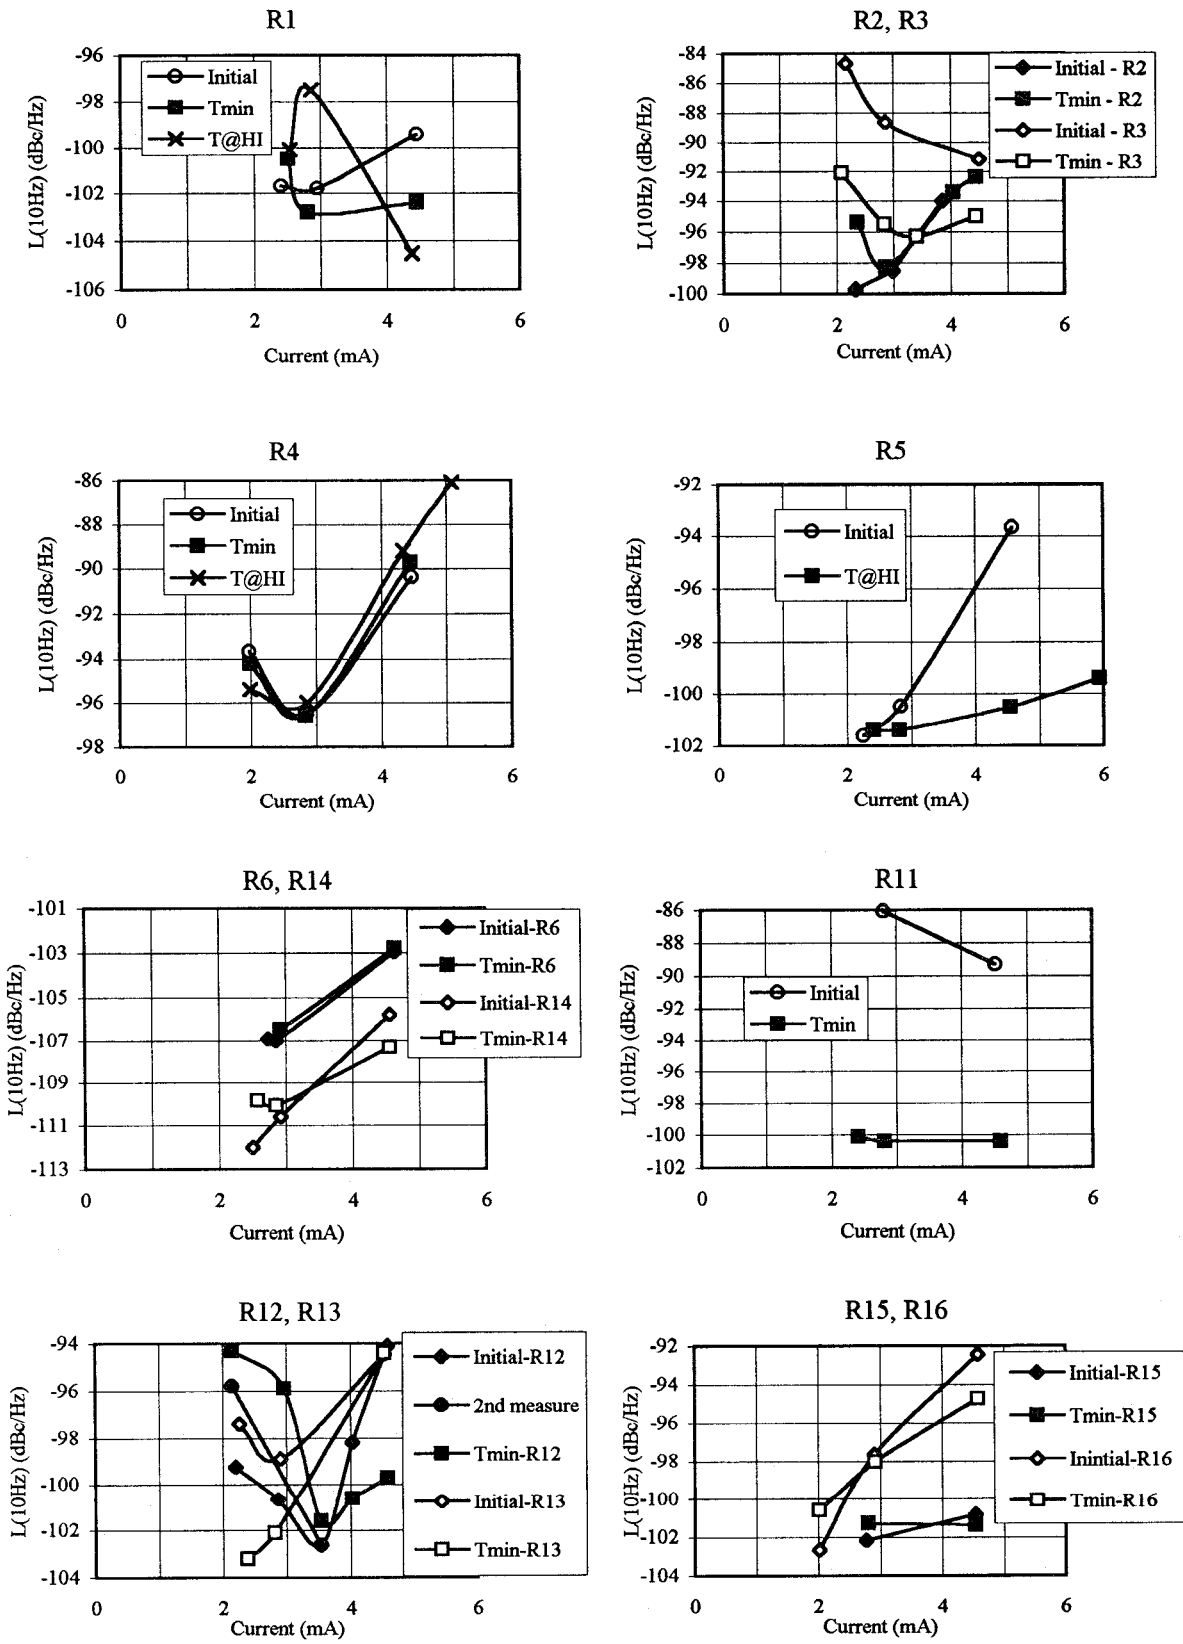 R1
-96
-98
-100
-102
-104
-106
L(10Hz) (dBc/Hz)
Initial
Tmin
T@HI
0 2 4 6
Current (mA)
R2, R3
-84
-86
-88
-90
-92
-94
-96
-98
-100
L(10Hz) (dBc/Hz)
Initial - R2
Tmin - R2
Initial - R3
Tmin - R3
0 2 4 6
Current (mA)
R4
-86
-88
-90
-92
-94
-96
-98
L(10Hz) (dBc/Hz)
Initial
Tmin
T@HI
0 2 4 6
Current (mA)
R5
-92
-94
-96
-98
-100
-102
L(10Hz) (dBc/Hz)
Initial
T@HI
0 2 4 6
Current (mA)
R6, R14
-101
-103
-105
-107
-109
-111
-113
L(10Hz) (dBc/Hz)
Initial-R6
Tmin-R6
Initial-R14
Tmin-R14
0 2 4 6
Current (mA)
R11
-86
-88
-90
-92
-94
-96
-98
-100
-102
L(10Hz) (dBc/Hz)
Initial
Tmin
0 2 4 6
Current (mA)
R12, R13
-94
-96
-98
-100
-102
-104
L(10Hz) (dBc/Hz)
Initial-R12
2nd measure
Tmin-R12
Initial-R13
Tmin-R13
0 2 4 6
Current (mA)
R15, R16
-92
-94
-96
-98
-100
-102
-104
L(10Hz) (dBc/Hz)
Initial-R15
Tmin-R15
Inintial-R16
Tmin-R16
0 2 4 6
Current (mA)